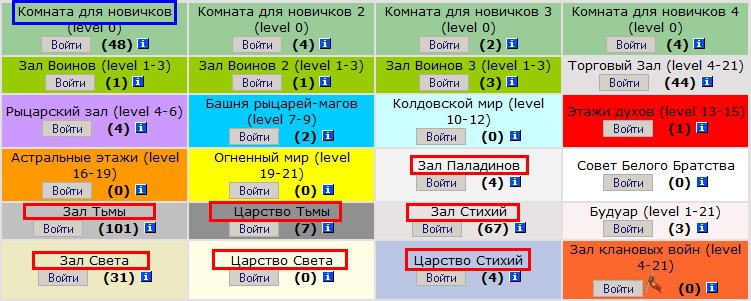 Комната для новичков
(level 0)
Войти (48) i
Комната для новичков 2
(level 0)
Войти (4) i
Комната для новичков 3
(level 0)
Войти (2) i
Комната для новичков 4
(level 0)
Войти (4) i
Зал Воинов (level 1-3)
Войти (1) i
Зал Воинов 2 (level 1-3)
Войти (1) i
Зал Воинов 3 (level 1-3)
Войти (3) i
Торговый Зал (level 4-21)
Войти (44) i
Рыцарский зал (level 4-6)
Войти (4) i
Башня рыцарей-магов
(level 7-9)
Войти (2) i
Колдовской мир (level
10-12)
Войти (0) i
Этажи духов (level 13-15)
Войти (1) i
Астральные этажи (level
16-19)
Войти (0) i
Огненный мир (level
19-21)
Войти (0) i
Зал Паладинов
Войти (4) i
Совет Белого Братства
Войти (0) i
Зал Тьмы
Войти (101) i
Царство Тьмы
Войти (7) i
Зал Стихий
Войти (67) i
Будуар (level 1-21)
Войти (3) i
Зал Света
Войти (31) i
Царство Света
Войти (0) i
Царство Стихий
Войти (4) i
Зал клановых войн (level
4-21)
Войти (0) i